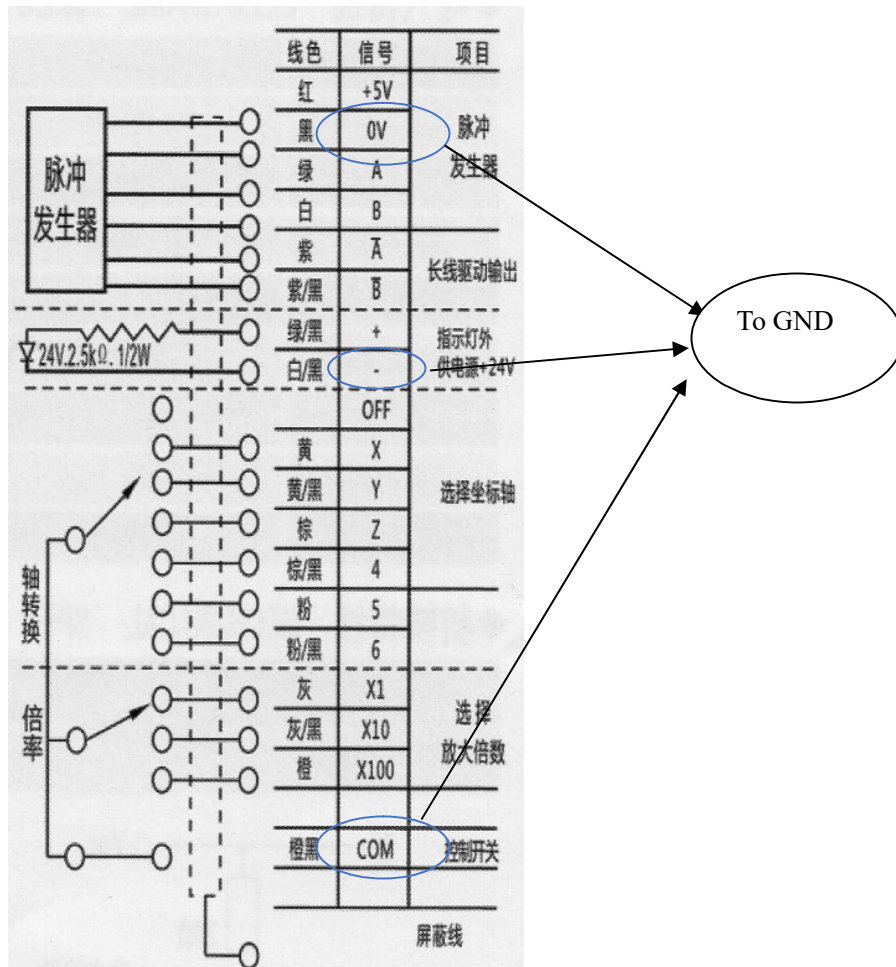 线色 信号 项目
红 +5V
黑 0V 脉冲
绿 A 发生器
白 B
紫 A̅
紫/黑 B̅ 长线驱动输出
脉冲
发生器
绿/黑 + 指示灯外
24V.2.5kΩ.1/2W 白/黑 - 供电源+24V
OFF
黄 X
黄/黑 Y 选择坐标轴
棕 Z
棕/黑 4
粉 5
粉/黑 6
轴转换
灰 X1 选择
灰/黑 X10 放大倍数
橙 X100
倍率
橙黑 COM 控制开关
屏蔽线
To GND